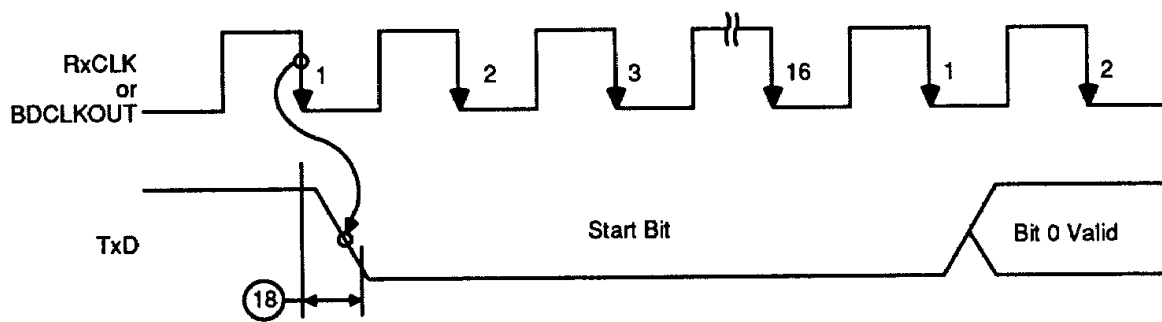 RxCLK
or
BDCLKOUT
1
2
3
16
1
2
TxD
Start Bit
Bit 0 Valid
18